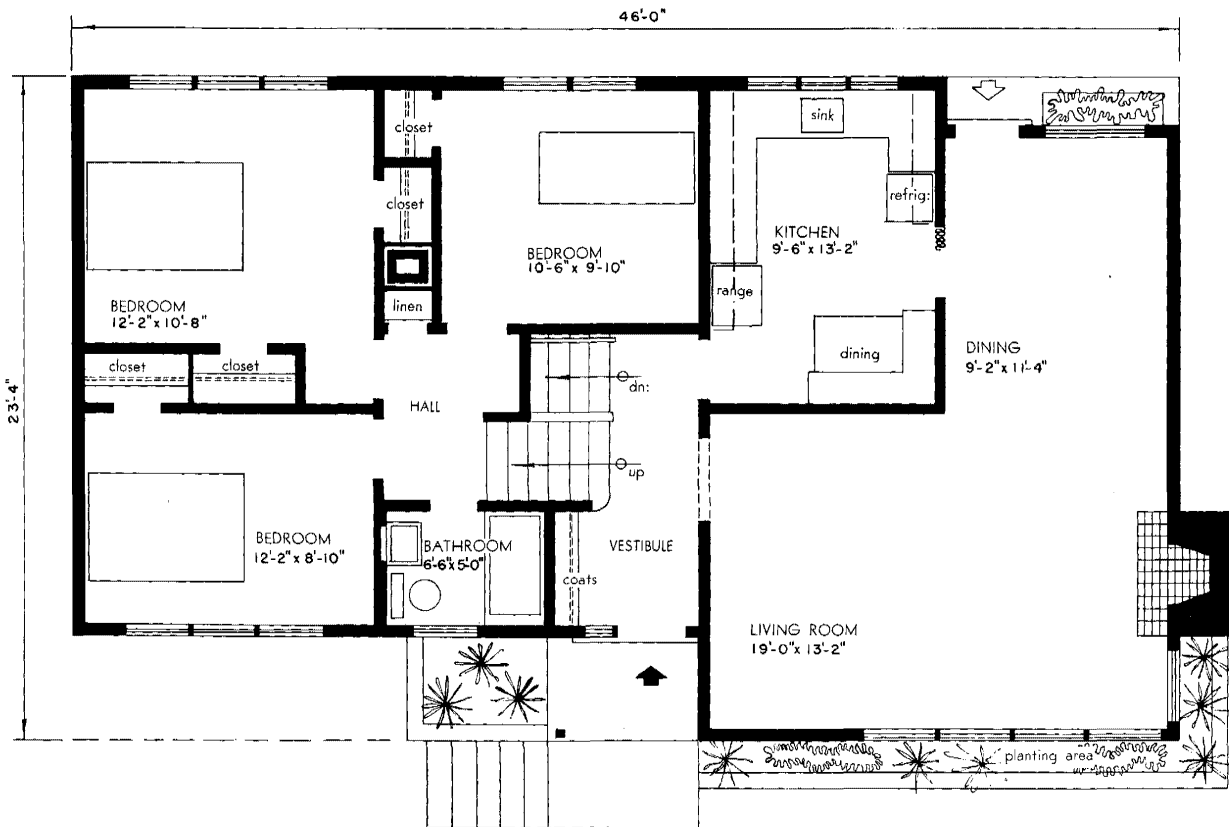 46'-0"
closet
sink
closet
refrig:
KITCHEN
9'-6" x 13'-2"
BEDROOM
10'-6" x 9'-10"
range
linen
BEDROOM
12'-2" x 10'-8"
closet
closet
dining
DINING
9'-2" x 11'-4"
dn:
23'-4"
HALL
up
BEDROOM
12'-2" x 8'-10"
BATHROOM
6'-6" x 5'-0"
VESTIBULE
coats
LIVING ROOM
19'-0" x 13'-2"
planting area